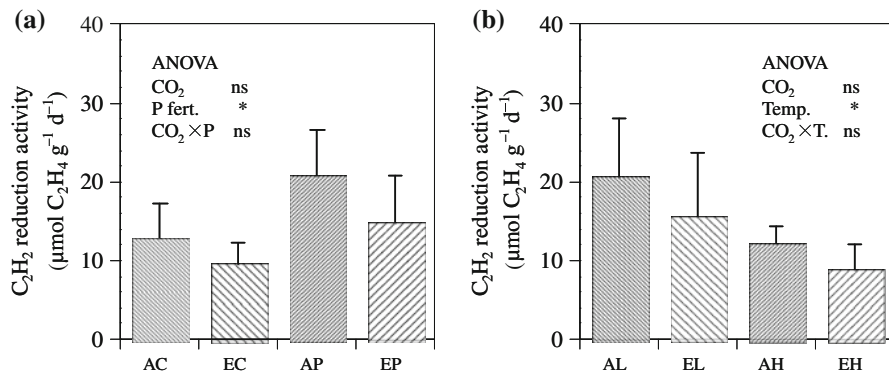 (a)
C₂H₂ reduction activity
(μmol C₂H₄ g⁻¹ d⁻¹)
40
30
20
10
0
ANOVA
CO₂ ns
P fert. *
CO₂ ×P ns
AC EC AP EP
(b)
C₂H₂ reduction activity
(μmol C₂H₄ g⁻¹ d⁻¹)
40
30
20
10
0
ANOVA
CO₂ ns
Temp. *
CO₂ ×T. ns
AL EL AH EH